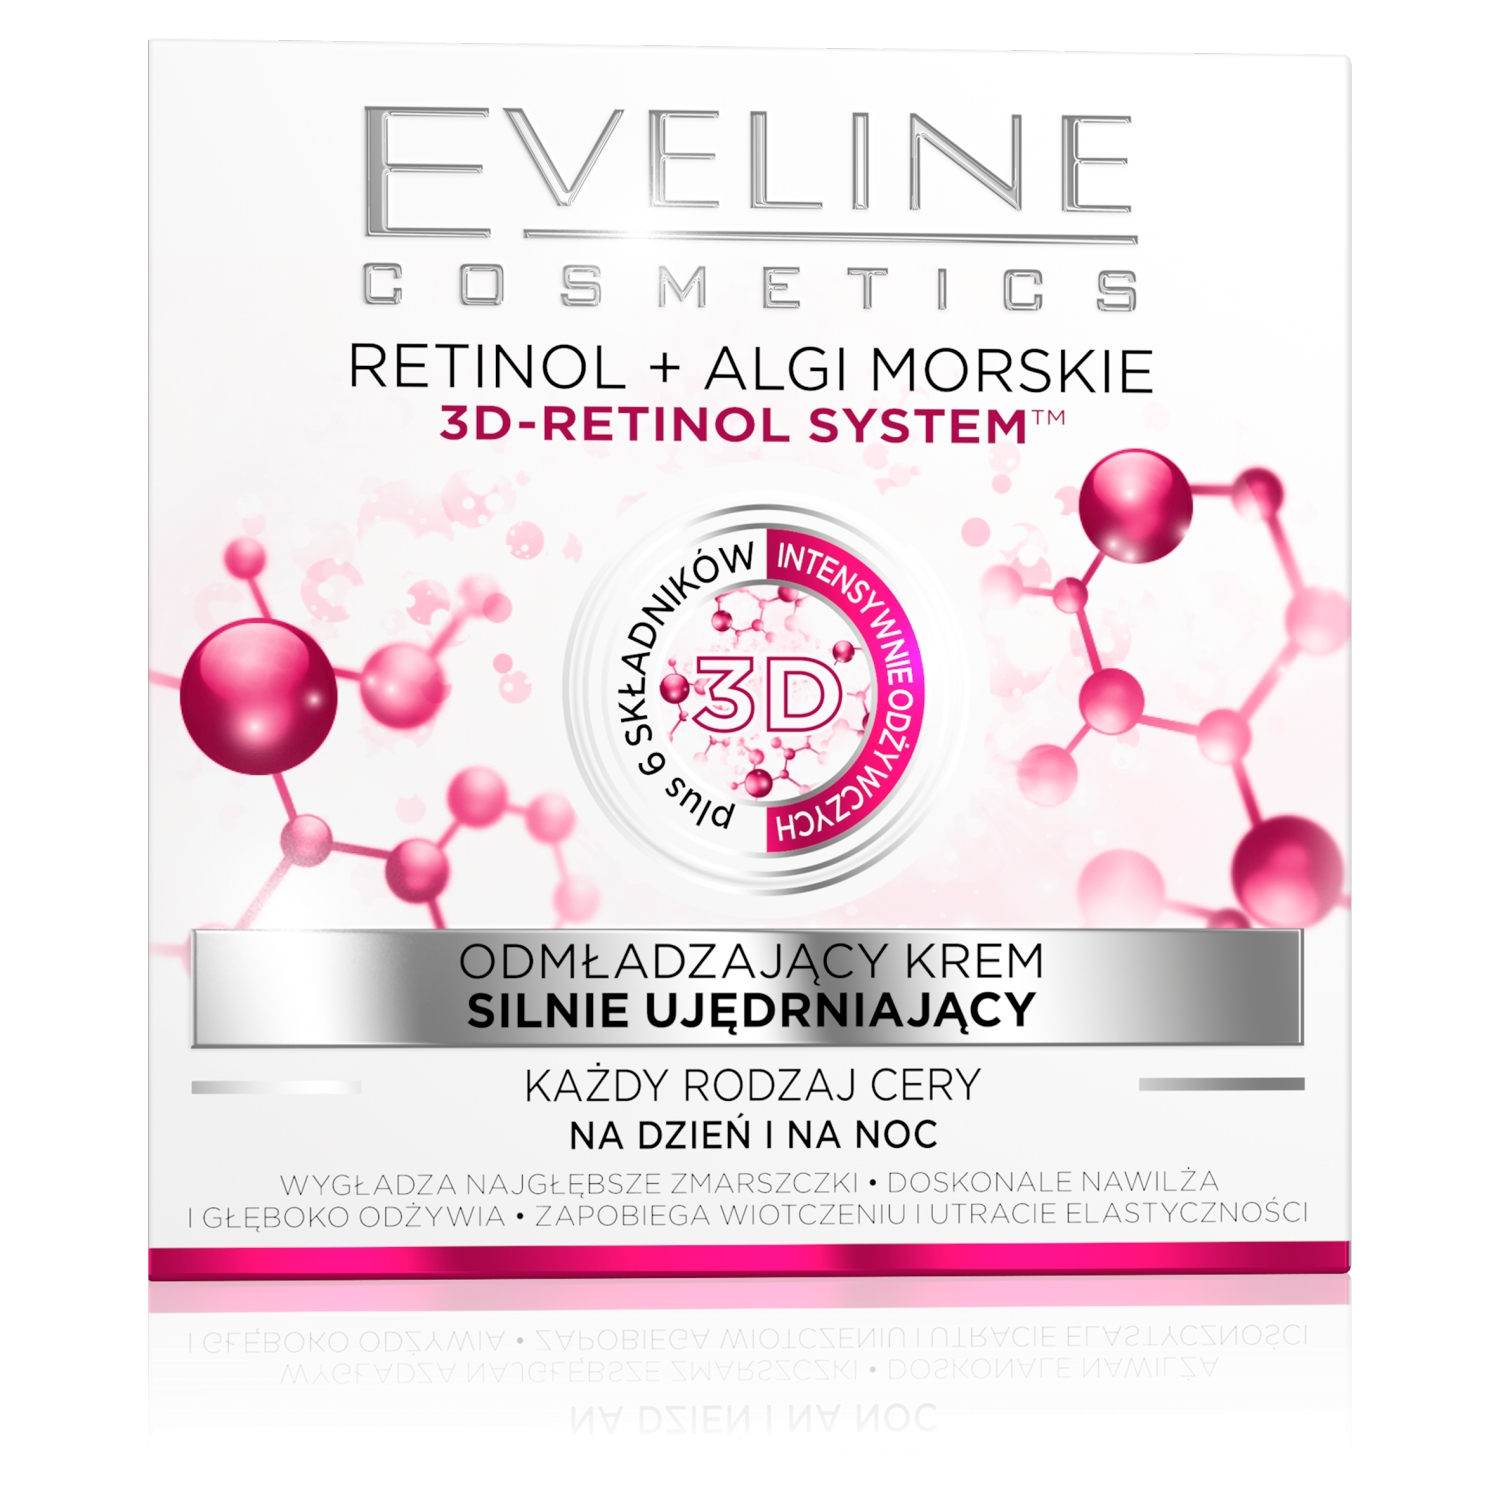 EVELINE
COSMETICS
RETINOL + ALGI MORSKIE
3D-RETINOL SYSTEM™
plus 6 SKŁADNIKÓW
INTENSYWNIE ODŻYWCZYCH
3D
ODMŁADZAJĄCY KREM
SILNIE UJĘDRNIAJĄCY
KAŻDY RODZAJ CERY
NA DZIEŃ I NA NOC
WYGŁADZA NAJGŁĘBSZE ZMARSZCZKI • DOSKONALE NAWILŻA
I GŁĘBOKO ODŻYWIA • ZAPOBIEGA WIOTCZENIU I UTRACIE ELASTYCZNOŚCI